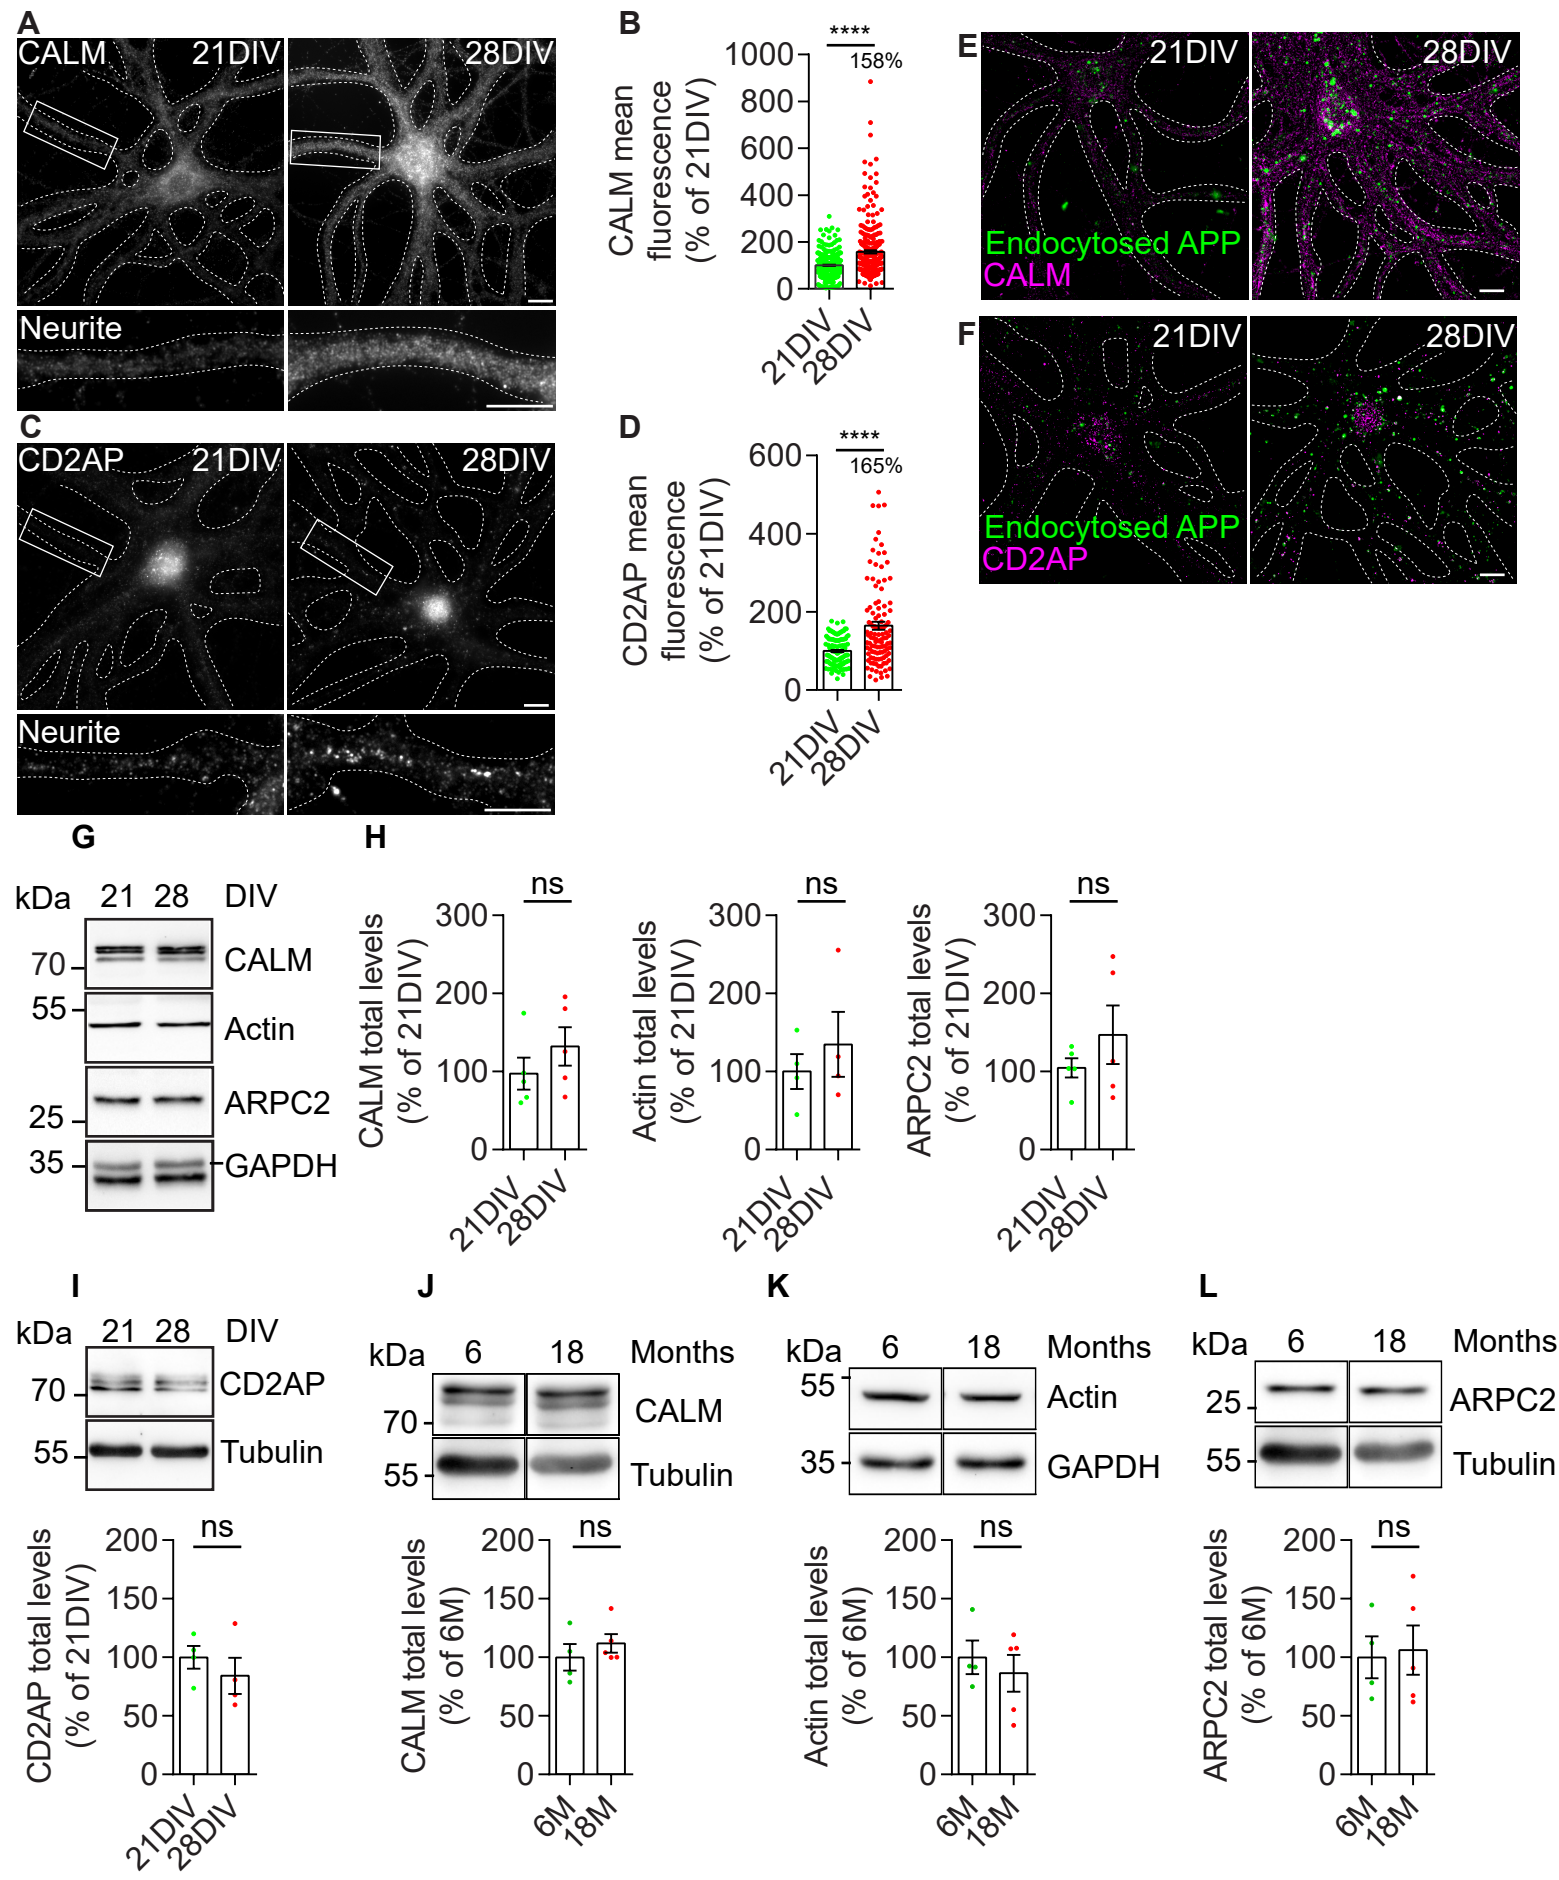 A
CALM 21DIV
28DIV
Neurite
B
CALM mean
fluorescence
(% of 21DIV)
1000
800
600
400
200
0
****
158%
21DIV
28DIV
C
CD2AP 21DIV
28DIV
Neurite
D
CD2AP mean
fluorescence
(% of 21DIV)
600
400
200
0
****
165%
21DIV
28DIV
E
21DIV
28DIV
Endocytosed APP
CALM
F
21DIV
28DIV
Endocytosed APP
CD2AP
G
kDa 21 28 DIV
70
CALM
55
Actin
25
ARPC2
35
GAPDH
H
CALM total levels
(% of 21DIV)
300
200
100
0
ns
21DIV
28DIV
Actin total levels
(% of 21DIV)
300
200
100
0
ns
21DIV
28DIV
ARPC2 total levels
(% of 21DIV)
300
200
100
0
ns
21DIV
28DIV
I
kDa 21 28 DIV
70
CD2AP
55
Tubulin
CD2AP total levels
(% of 21DIV)
200
150
100
50
0
ns
21DIV
28DIV
J
kDa 6 18 Months
70
CALM
55
Tubulin
CALM total levels
(% of 6M)
200
150
100
50
0
ns
6M
18M
K
kDa 6 18 Months
55
Actin
35
GAPDH
Actin total levels
(% of 6M)
200
150
100
50
0
ns
6M
18M
L
kDa 6 18 Months
25
ARPC2
55
Tubulin
ARPC2 total levels
(% of 6M)
200
150
100
50
0
ns
6M
18M